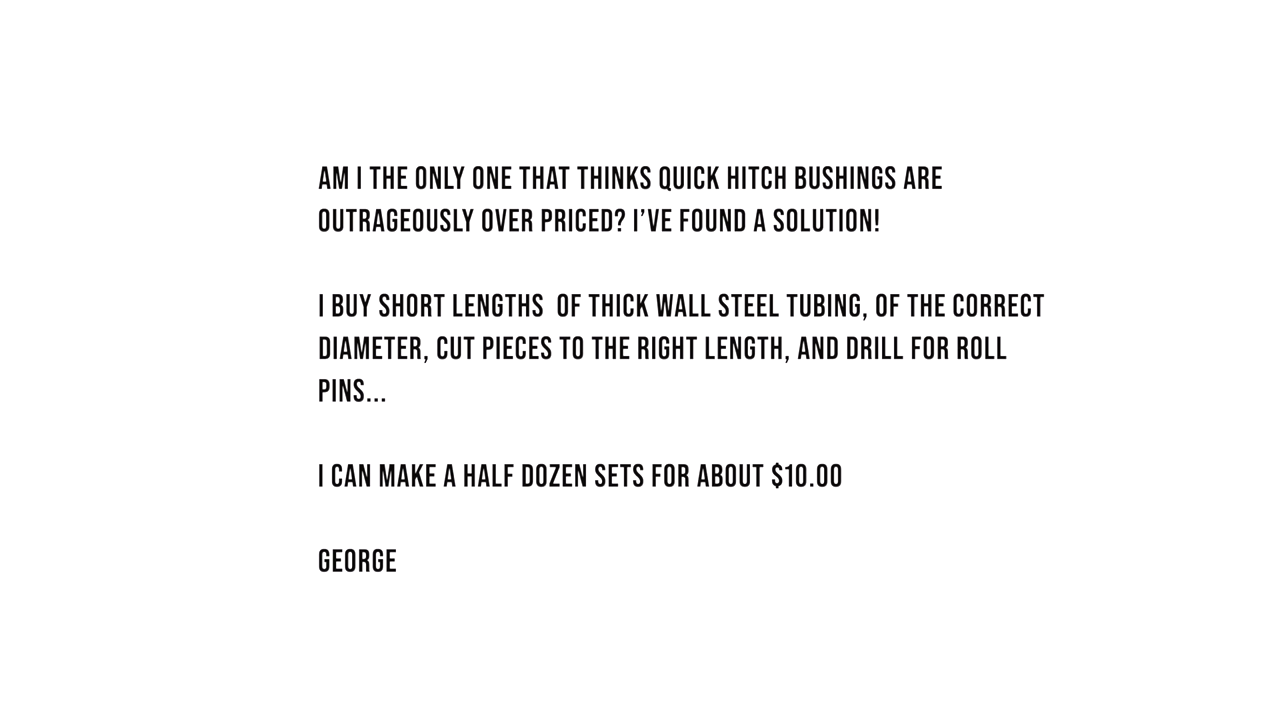 AM I THE ONLY ONE THAT THINKS QUICK HITCH BUSHINGS ARE
OUTRAGEOUSLY OVER PRICED? I’VE FOUND A SOLUTION!
I BUY SHORT LENGTHS  OF THICK WALL STEEL TUBING, OF THE CORRECT
DIAMETER, CUT PIECES TO THE RIGHT LENGTH, AND DRILL FOR ROLL
PINS...
I CAN MAKE A HALF DOZEN SETS FOR ABOUT $10.00
GEORGE